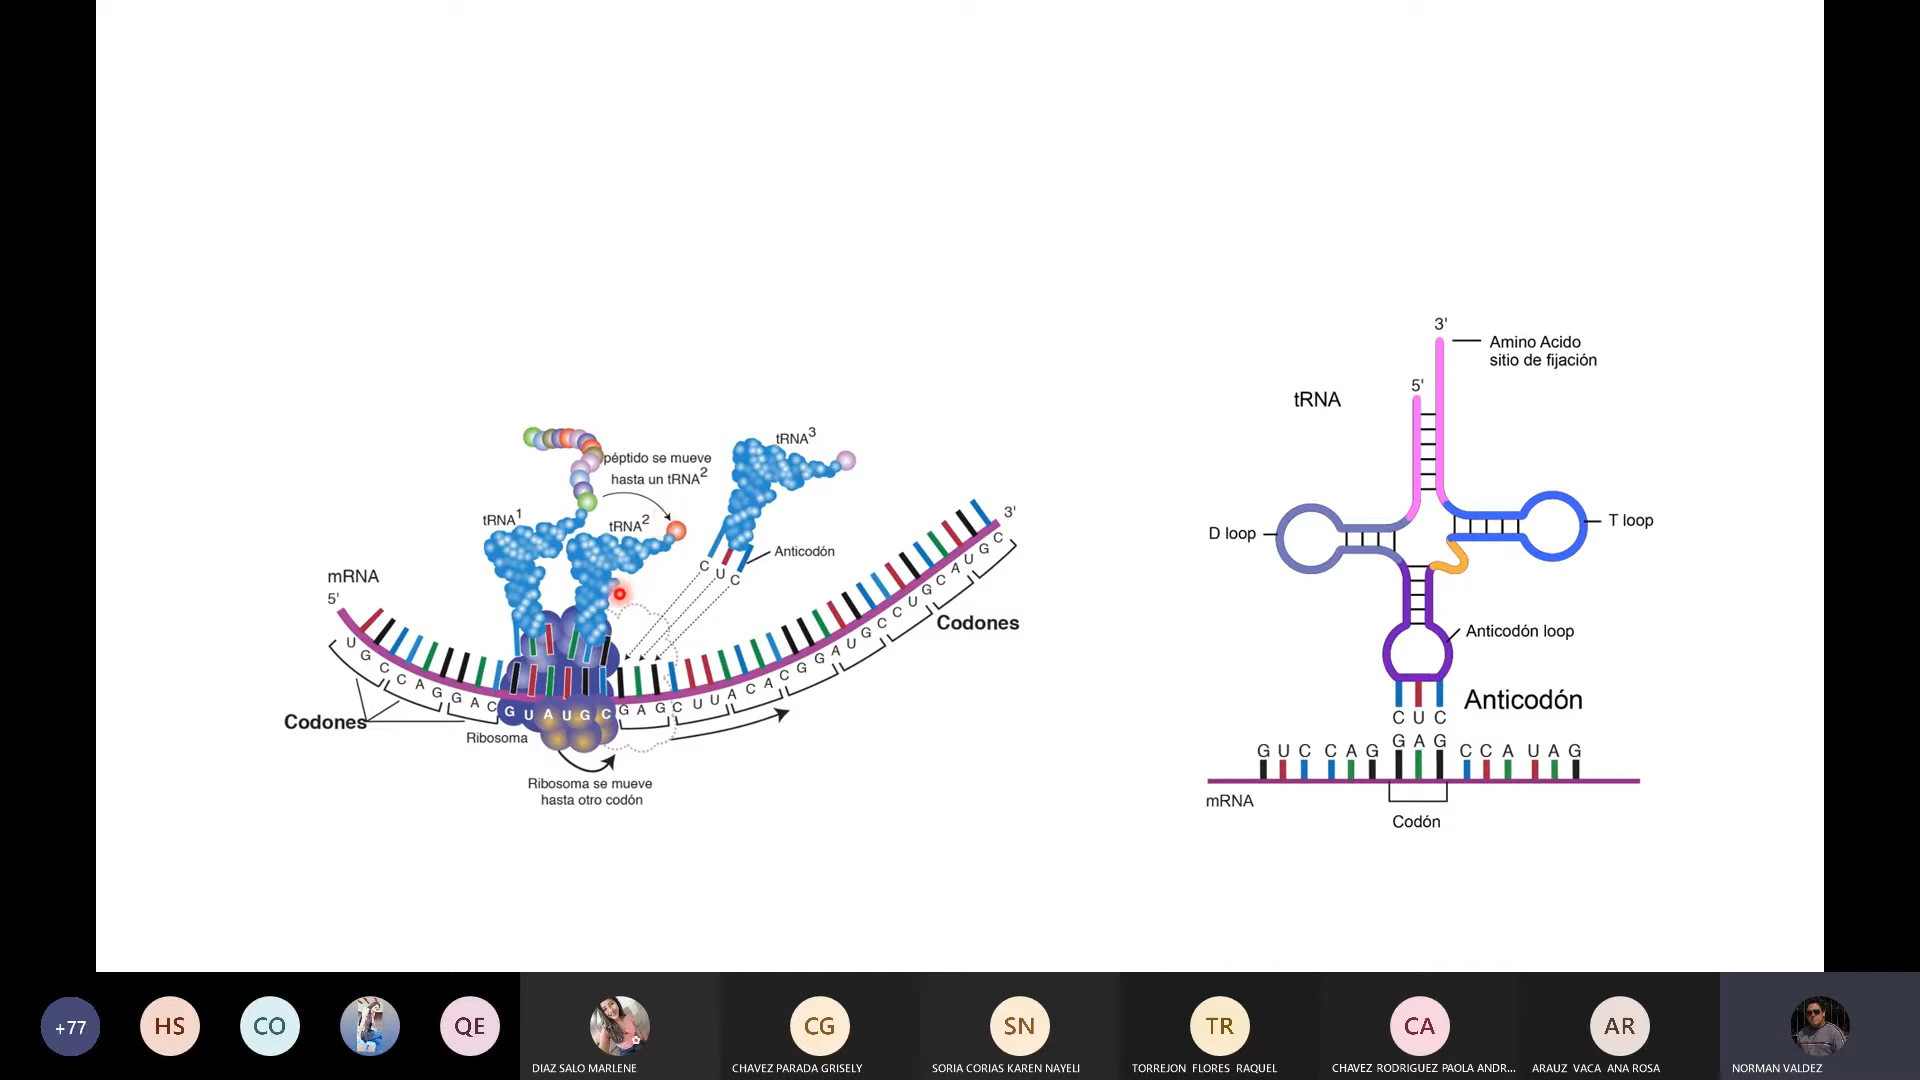 tRNA3
péptido se mueve
hasta un tRNA2
tRNA1
tRNA2
Anticodón
C U C
mRNA
5'
3'
U G C C A G G A C G U A U G C G A G C U U A C A C G G A U G C C U G C A U G C
Codones
Codones
Ribosoma
Ribosoma se mueve
hasta otro codón
3'
Amino Acido
sitio de fijación
5'
tRNA
D loop
T loop
Anticodón loop
Anticodón
C U C
G U C C A G G A G C C A U A G
mRNA
Codón
+77
HS
CO
QE
CG
SN
TR
CA
AR
DIAZ SALO MARLENE
CHAVEZ PARADA GRISELY
SORIA CORIAS KAREN NAYELI
TORREJON FLORES RAQUEL
CHAVEZ RODRIGUEZ PAOLA ANDR...
ARAUZ VACA ANA ROSA
NORMAN VALDEZ